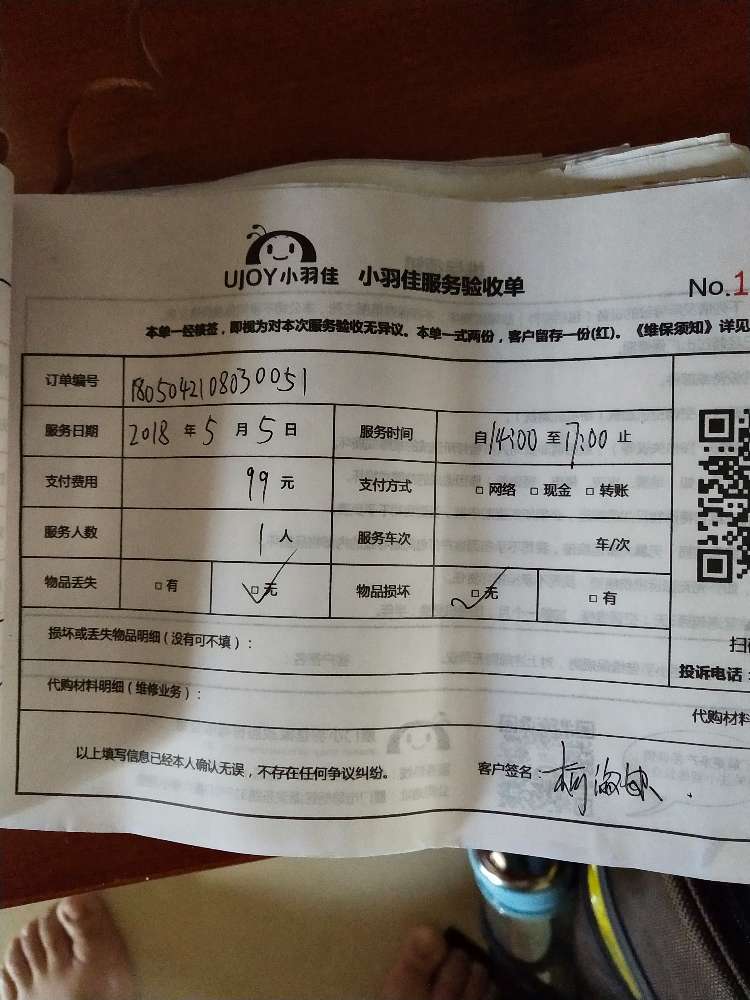 UJOY小羽佳 小羽佳服务验收单
No.1
本单一经核签，即视为对本次服务验收无异议。本单一式两份，客户留存一份(红)。《维保须知》详见
订单编号 1805042108030051
服务日期 2018 年 5 月 5 日 服务时间 自 14:00 至 17:00 止
支付费用 99 元 支付方式 □ 网络 □ 现金 □ 转账
服务人数 1 人 服务车次 车/次
物品丢失 □ 有 □ 无 物品损坏 □ 无 □ 有
扫
损坏或丢失物品明细（没有可不填）：
投诉电话：
代购材料明细（维修业务）：
代购材料
以上填写信息已经本人确认无误，不存在任何争议纠纷。 客户签名：